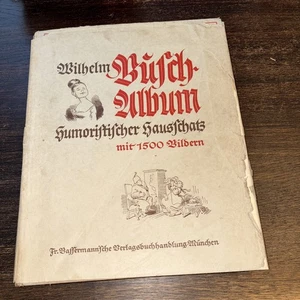 Wilhelm Busch-
Album
Humoristischer Hausschatz
mit 1500 Bildern
Fr. Bassermannsche Verlagsbuchhandlung/München